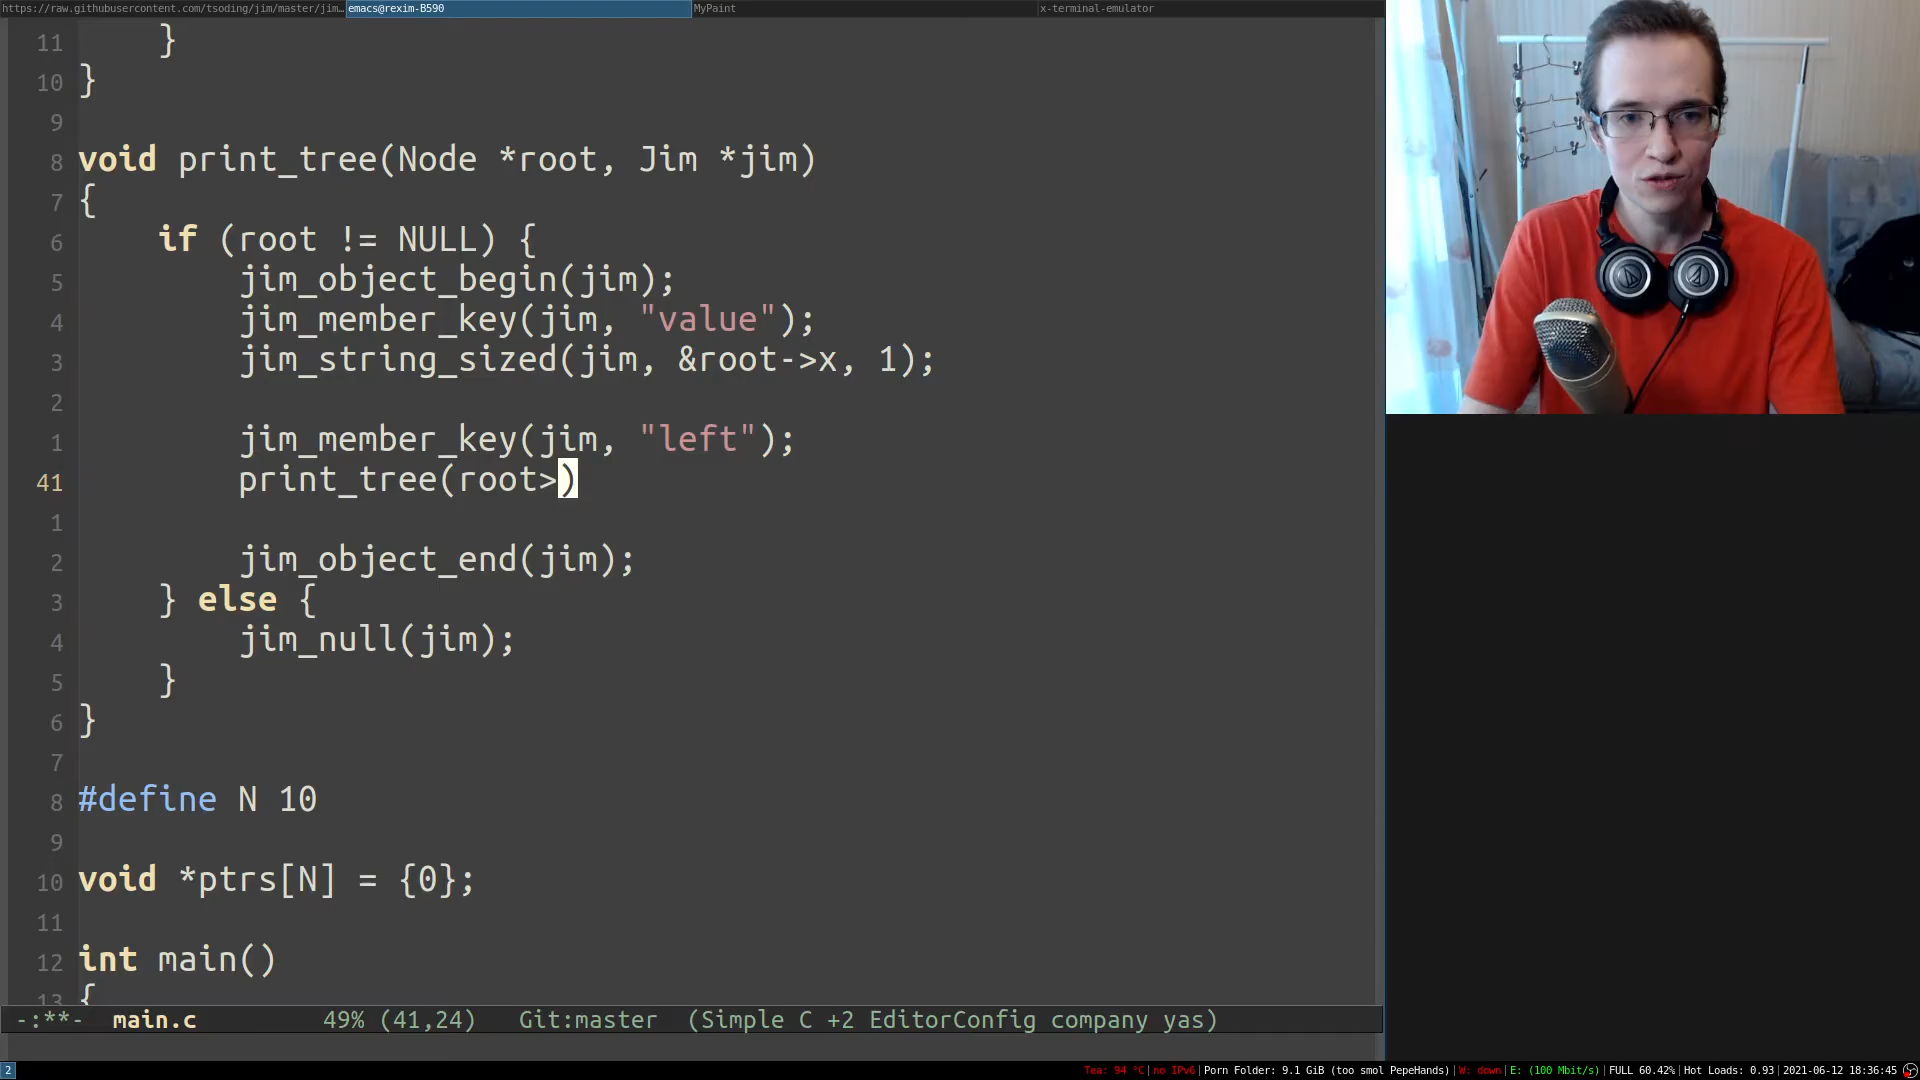 https://raw.githubusercontent.com/tsoding/jim/master/jim... emacs@rexim-B590 MyPaint x-terminal-emulator
11 }
10 }
9
8 void print_tree(Node *root, Jim *jim)
7 {
6 if (root != NULL) {
5 jim_object_begin(jim);
4 jim_member_key(jim, "value");
3 jim_string_sized(jim, &root->x, 1);
2
1 jim_member_key(jim, "left");
41 print_tree(root>)
1
2 jim_object_end(jim);
3 } else {
4 jim_null(jim);
5 }
6 }
7
8 #define N 10
9
10 void *ptrs[N] = {0};
11
12 int main()
13 {
-:**- main.c 49% (41,24) Git:master (Simple C +2 EditorConfig company yas)
2 Tea: 94 °C|no IPv6|Porn Folder: 9.1 GiB (too smol PepeHands)|W: down|E: (100 Mbit/s)|FULL 60.42%|Hot Loads: 0.93|2021-06-12 18:36:45